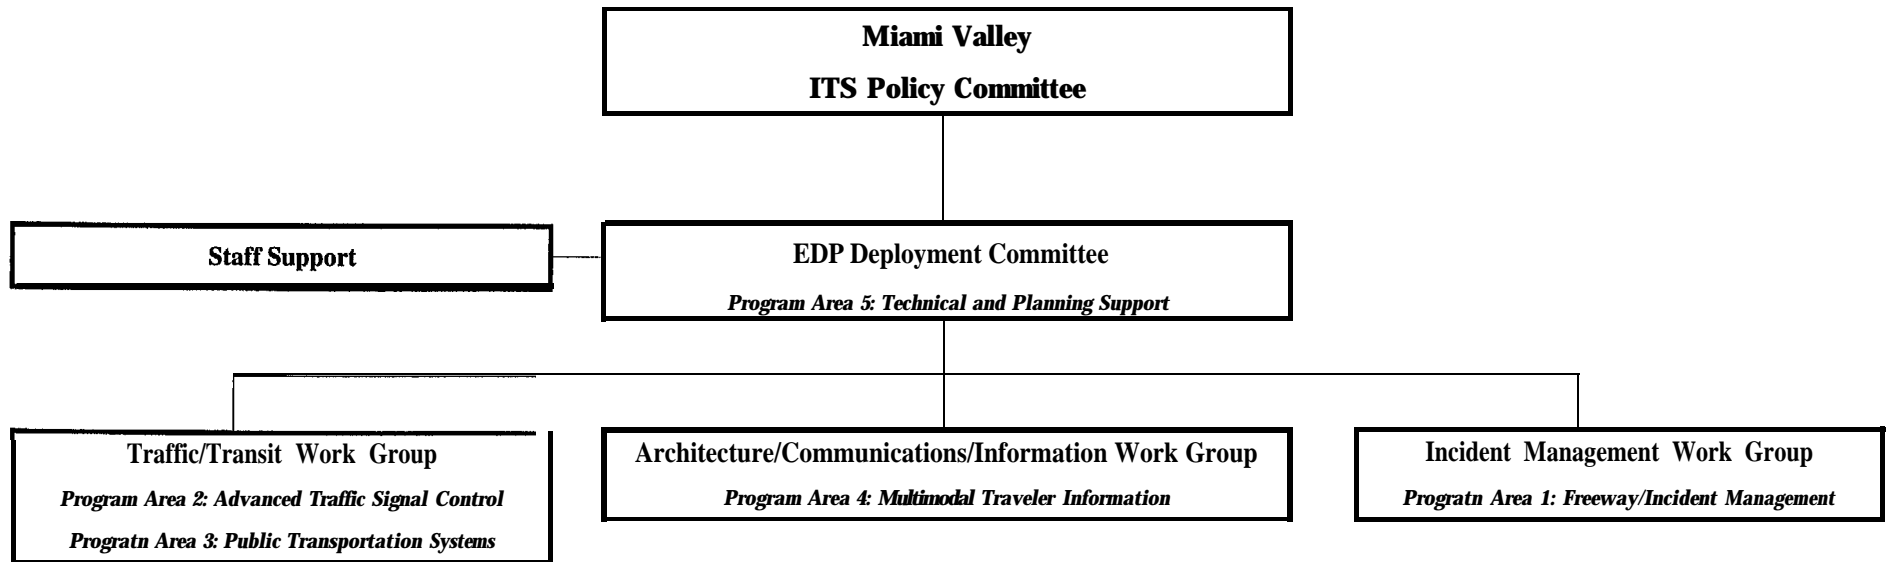 Miami Valley
ITS Policy Committee
Staff Support
EDP Deployment Committee
Program Area 5: Technical and Planning Support
Traffic/Transit Work Group
Program Area 2: Advanced Traffic Signal Control
Progratn Area 3: Public Transportation Systems
Architecture/Communications/Information Work Group
Program Area 4: Multimodal Traveler Information
Incident Management Work Group
Progratn Area 1: Freeway/Incident Management